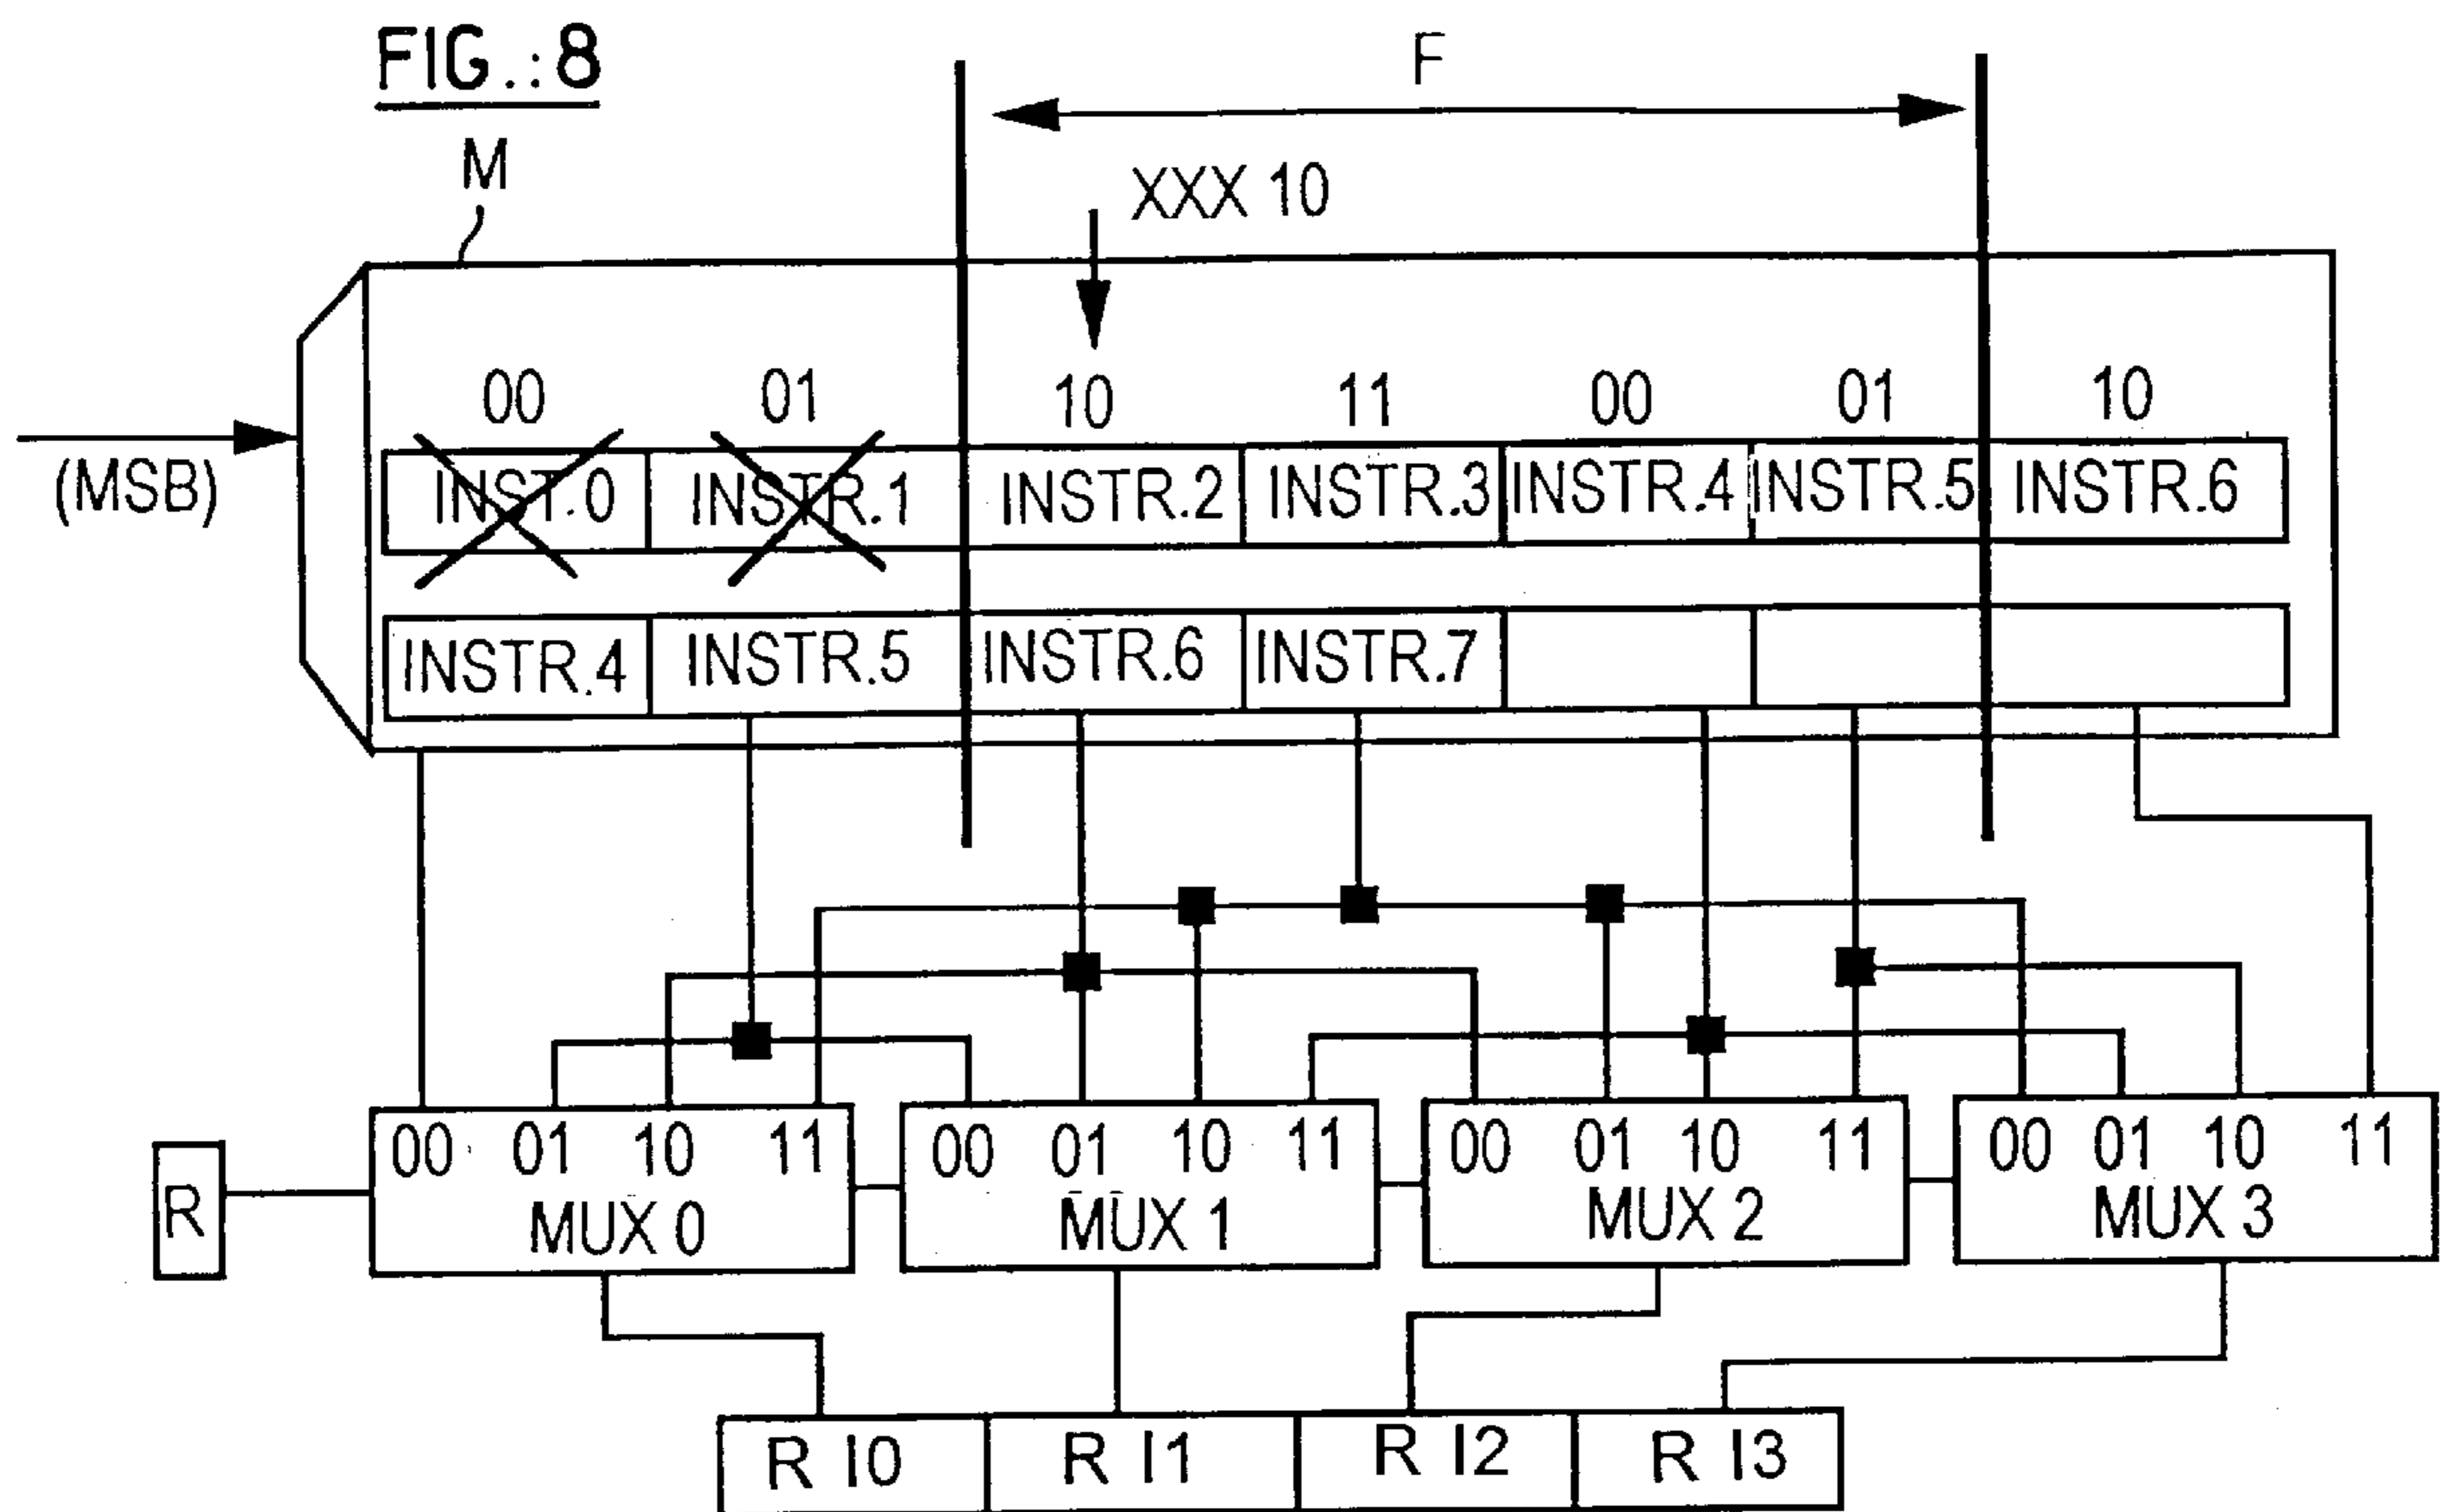 FIG.:8
F
M
XXX 10
(MSB)
00 01 10 11 00 01 10
INST.0 INSTR.1 INSTR.2 INSTR.3 INSTR.4 INSTR.5 INSTR.6
INSTR.4 INSTR.5 INSTR.6 INSTR.7
00 01 10 11 00 01 10 11 00 01 10 11 00 01 10 11
R MUX 0 MUX 1 MUX 2 MUX 3
R I0 R I1 R I2 R I3